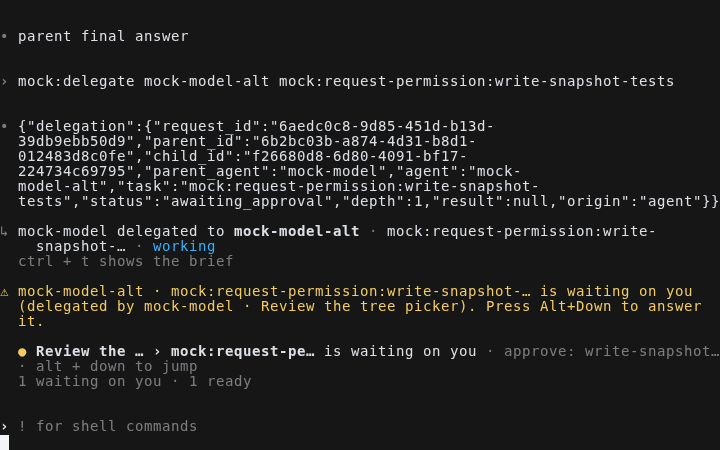 • parent final answer
› mock:delegate mock-model-alt mock:request-permission:write-snapshot-tests
• {"delegation":{"request_id":"6aedc0c8-9d85-451d-b13d-
39db9ebb50d9","parent_id":"6b2bc03b-a874-4d31-b8d1-
012483d8c0fe","child_id":"f26680d8-6d80-4091-bf17-
224734c69795","parent_agent":"mock-model","agent":"mock-
model-alt","task":"mock:request-permission:write-snapshot-
tests","status":"awaiting_approval","depth":1,"result":null,"origin":"agent"}}
↳ mock-model delegated to mock-model-alt · mock:request-permission:write-
snapshot-… · working
ctrl + t shows the brief
⚠ mock-model-alt · mock:request-permission:write-snapshot-… is waiting on you
(delegated by mock-model · Review the tree picker). Press Alt+Down to answer
it.
● Review the … › mock:request-pe… is waiting on you · approve: write-snapshot…
· alt + down to jump
1 waiting on you · 1 ready
› ! for shell commands